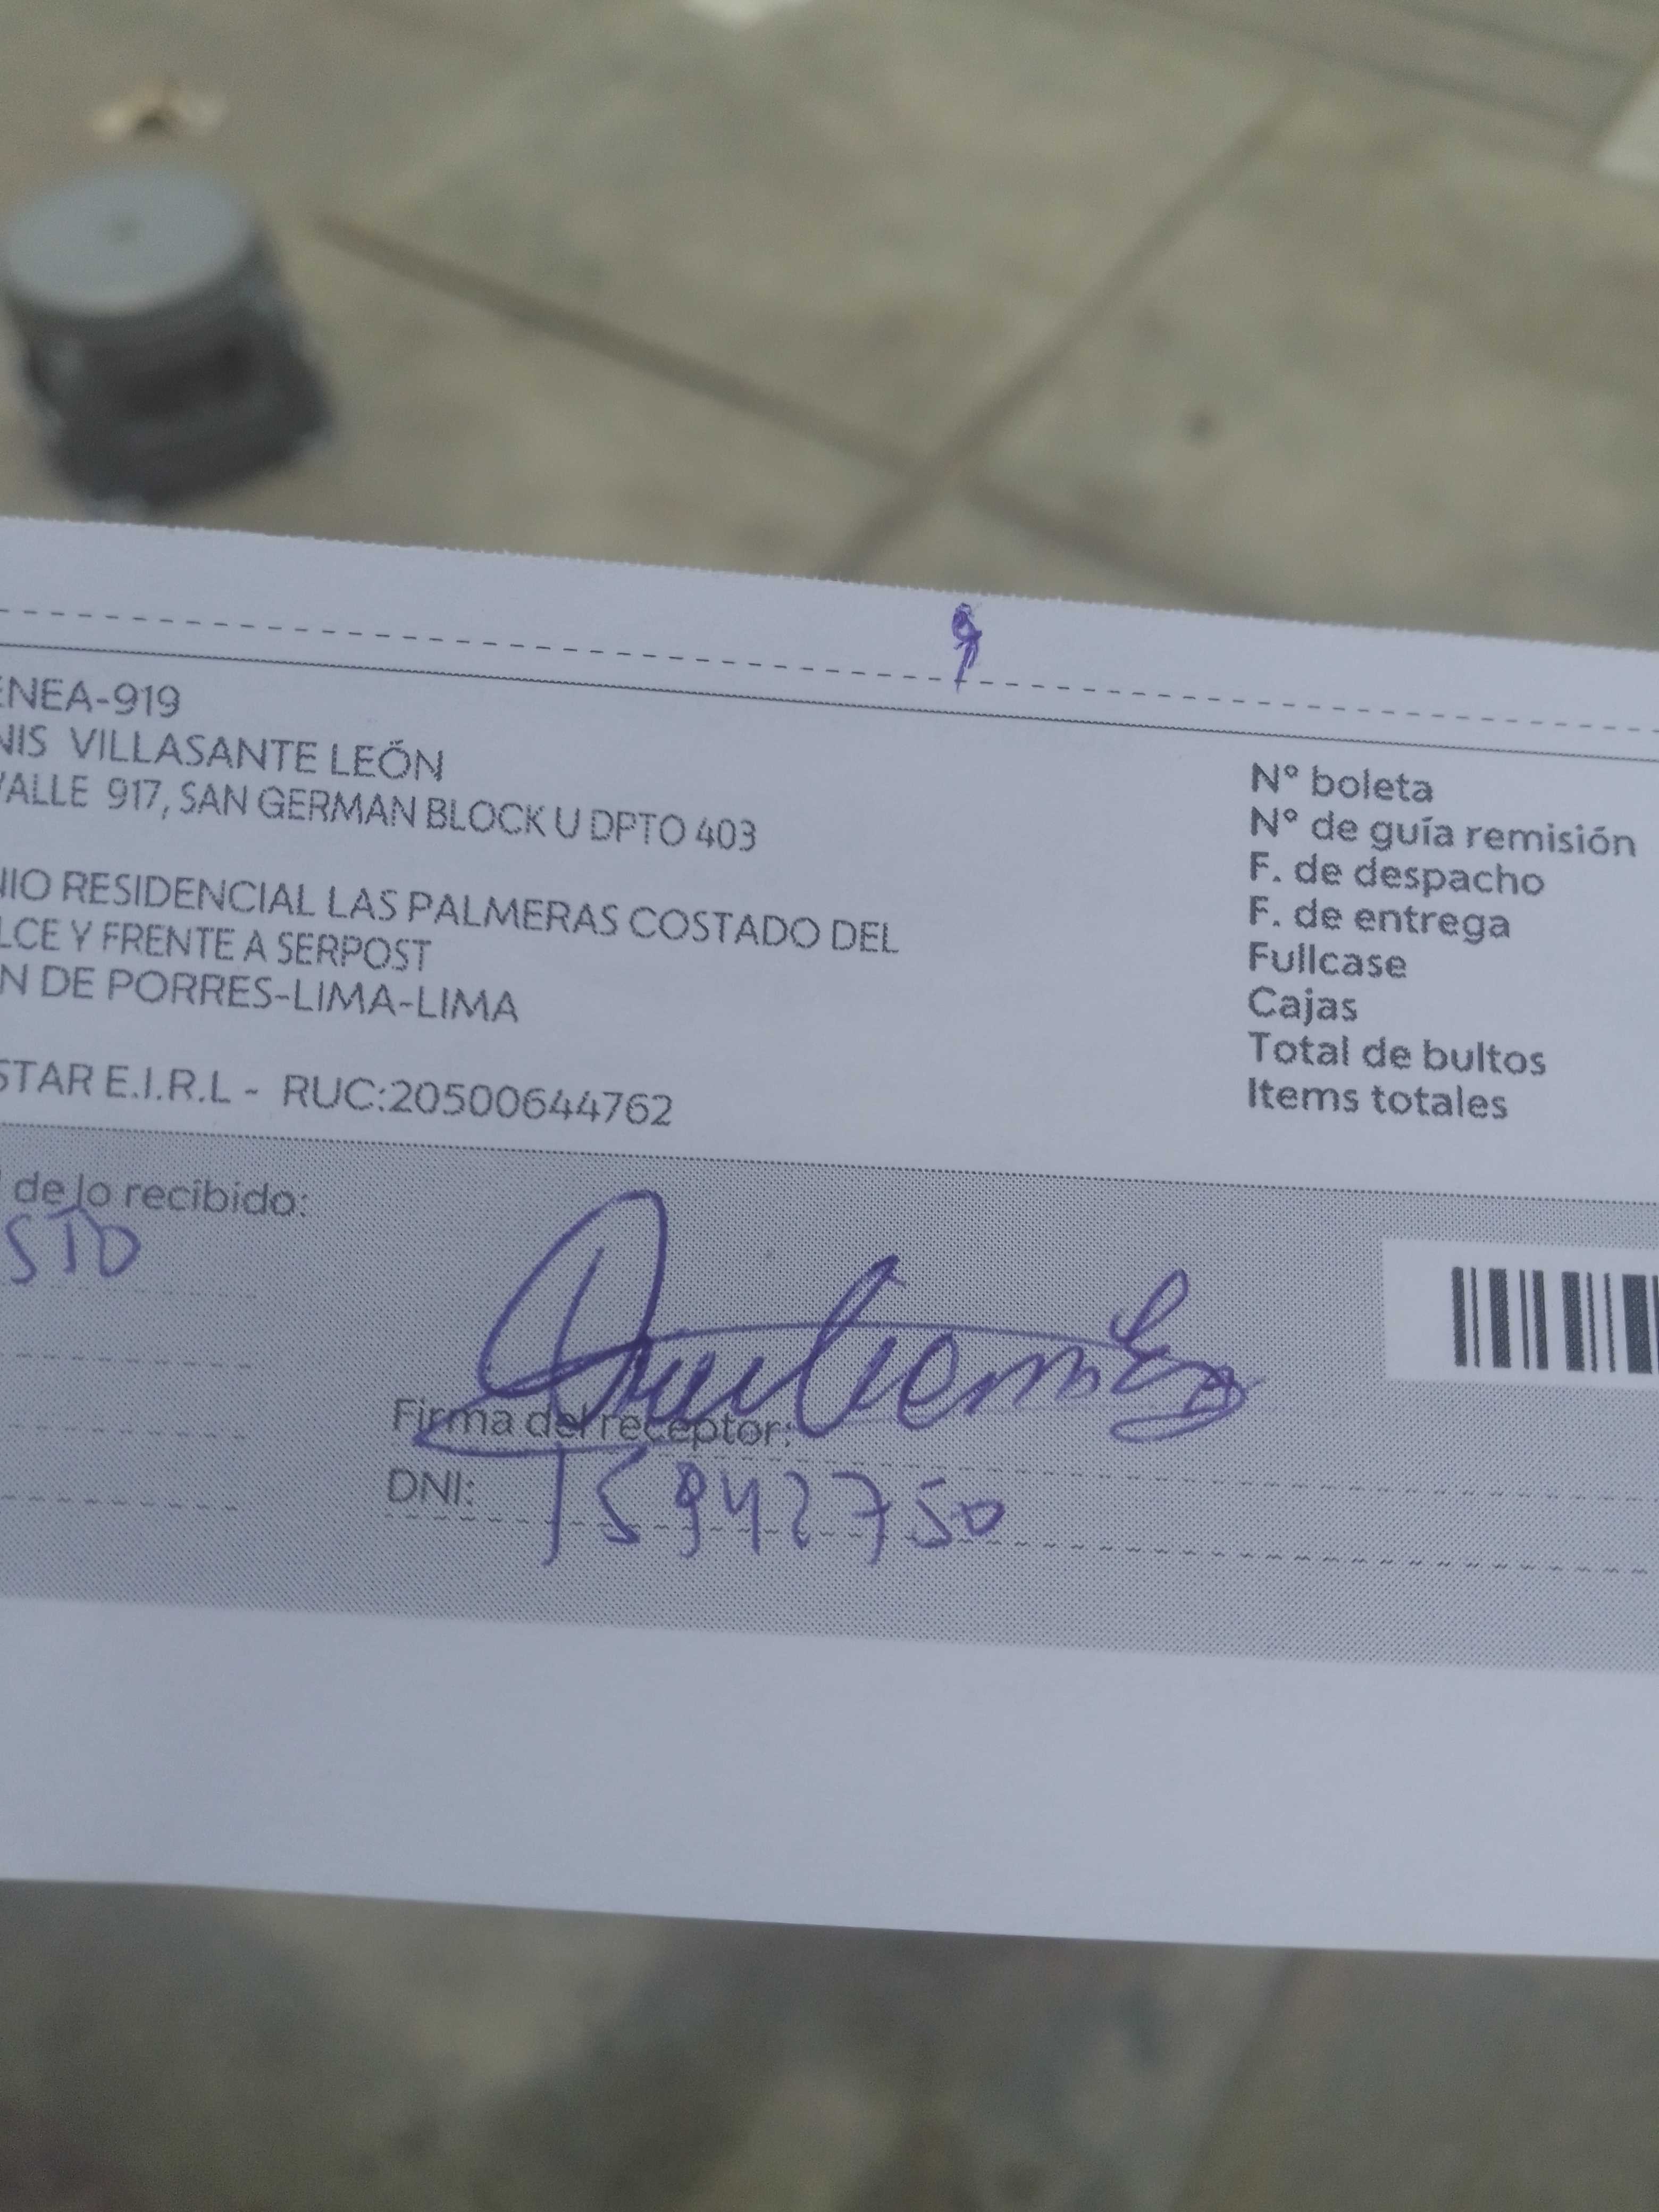 ENEA-919
NIS VILLASANTE LEÓN
VALLE 917, SAN GERMAN BLOCK U DPTO 403
NIO RESIDENCIAL LAS PALMERAS COSTADO DEL
LCE Y FRENTE A SERPOST
N DE PORRES-LIMA-LIMA
STAR E.I.R.L - RUC:20500644762
N° boleta
N° de guía remisión
F. de despacho
F. de entrega
Fullcase
Cajas
Total de bultos
Items totales
de lo recibido:
STO
Firma del receptor:
DNI: 15942750